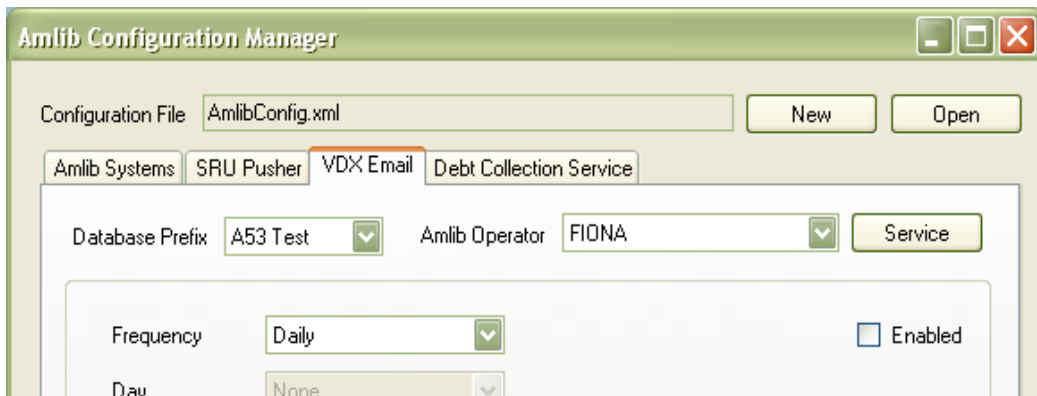 Amlib Configuration Manager
Configuration File AmlibConfig.xml New Open
Amlib Systems SRU Pusher VDX Email Debt Collection Service
Database Prefix A53 Test Amlib Operator FIONA Service
Frequency Daily Enabled
Day None